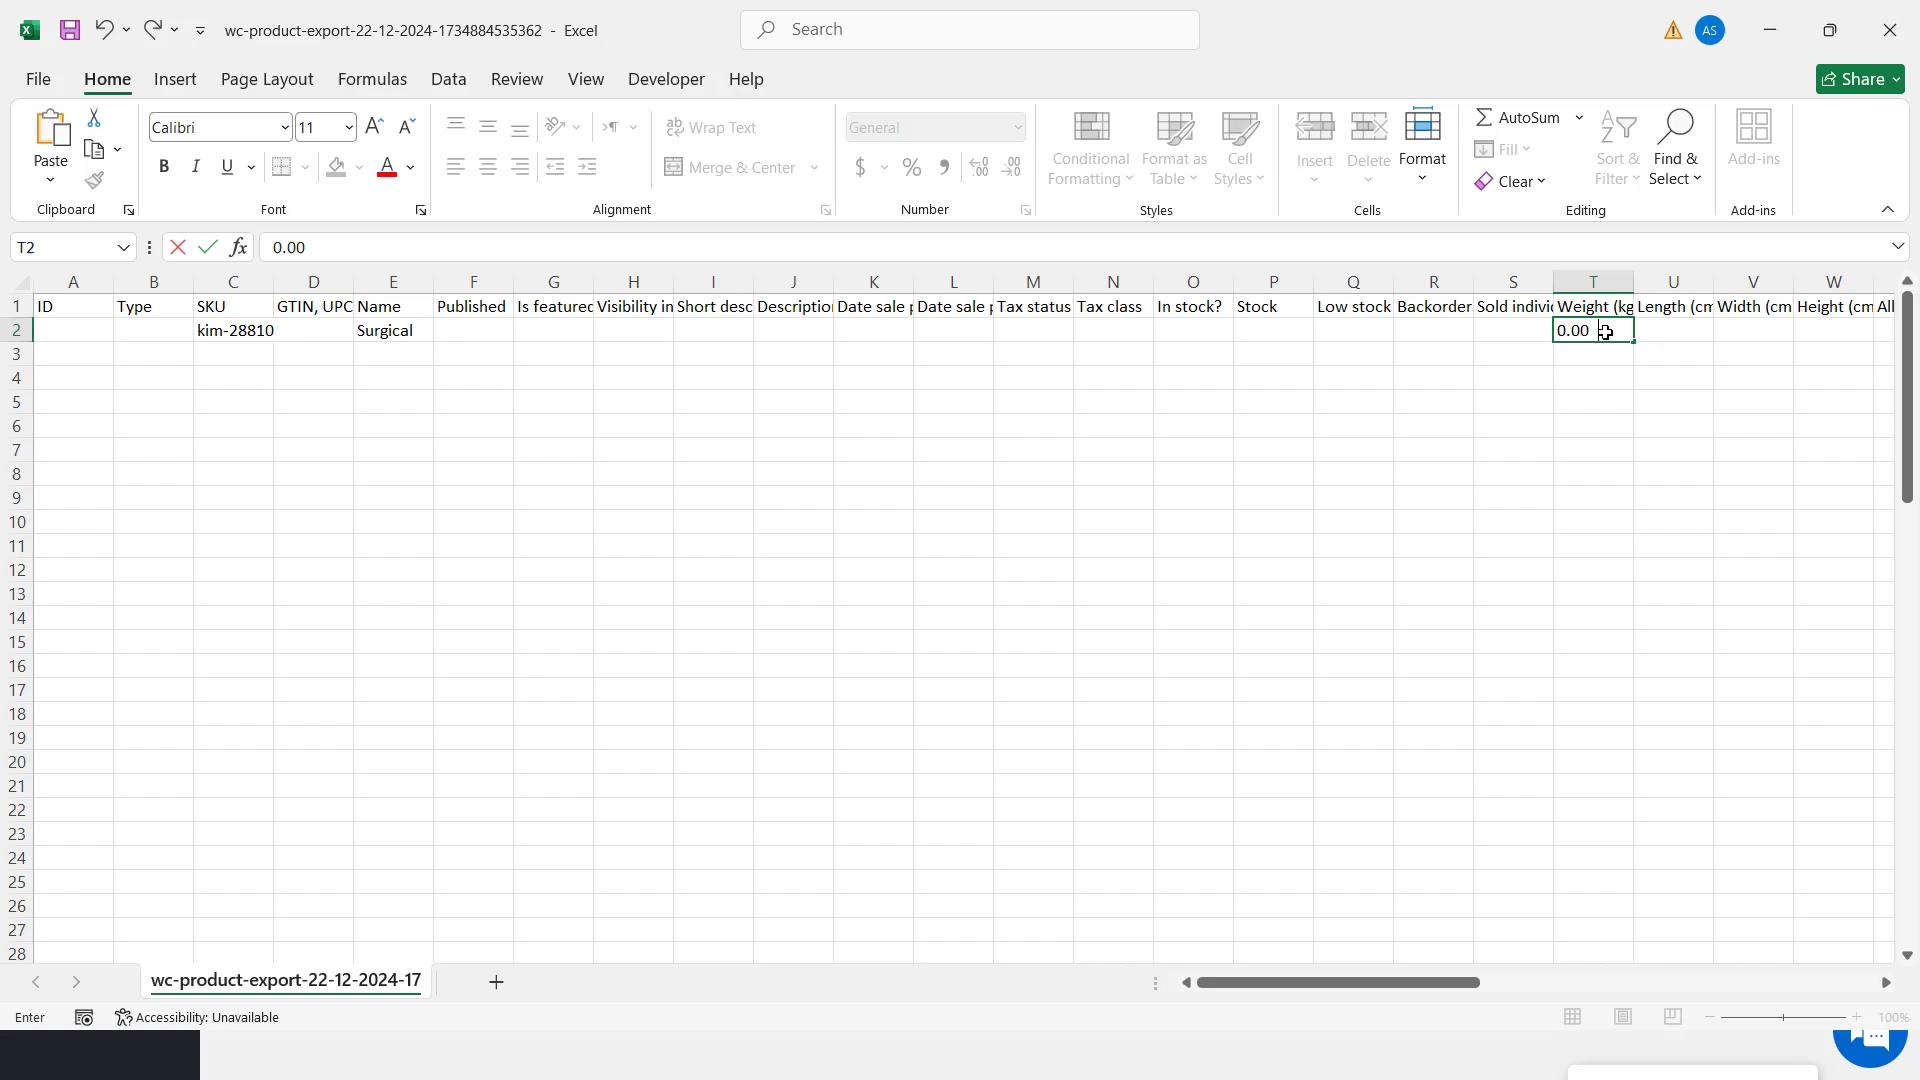 wc-product-export-22-12-2024-1734884535362 - Excel
Search
AS
File Home Insert Page Layout Formulas Data Review View Developer Help
Share
Paste
Calibri
11
B I U
A
Wrap Text
Merge & Center
General
$ %
Conditional Formatting
Format as Table
Cell Styles
Insert
Delete
Format
AutoSum
Fill
Clear
Sort & Filter
Find & Select
Add-ins
Clipboard Font Alignment Number Styles Cells Editing Add-ins
T2
fx
0.00
A B C D E F G H I J K L M N O P Q R S T U V W
1 ID Type SKU GTIN, UPC Name Published Is featured Visibility in Short desc Description Date sale p Date sale p Tax status Tax class In stock? Stock Low stock Backorder Sold indivi Weight (kg Length (cm Width (cm Height (cm All
2 kim-28810 Surgical 0.00
3
4
5
6
7
8
9
10
11
12
13
14
15
16
17
18
19
20
21
22
23
24
25
26
27
28
wc-product-export-22-12-2024-17
Enter
Accessibility: Unavailable
100%